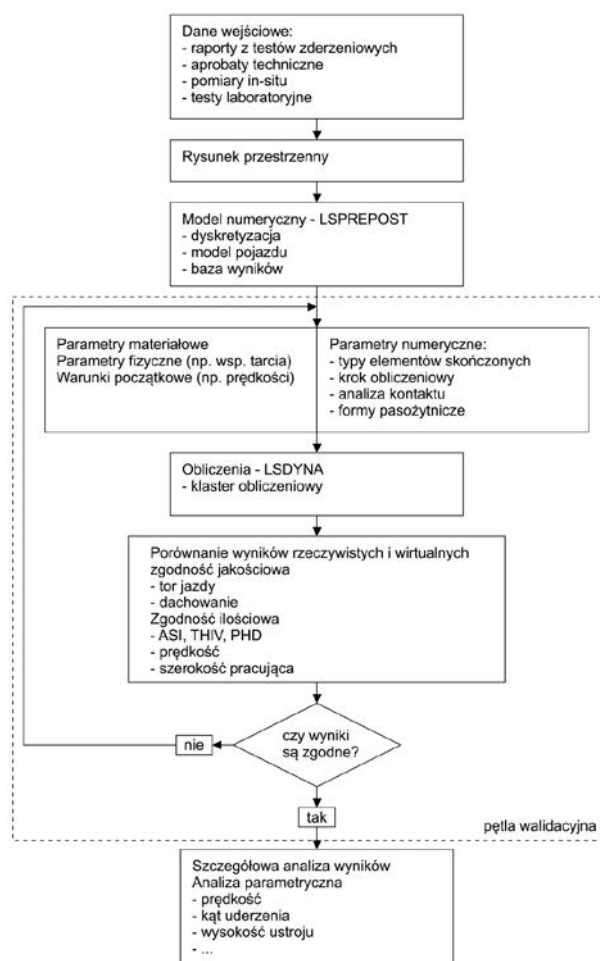 Dane wejściowe:
- raporty z testów zderzeniowych
- aprobaty techniczne
- pomiary in-situ
- testy laboratoryjne
Rysunek przestrzenny
Model numeryczny - LSPREPOST
- dyskretyzacja
- model pojazdu
- baza wyników
Parametry materiałowe
Parametry fizyczne (np. wsp. tarcia)
Warunki początkowe (np. prędkości)
Parametry numeryczne:
- typy elementów skończonych
- krok obliczeniowy
- analiza kontaktu
- formy pasożytnicze
Obliczenia - LSDYNA
- klaster obliczeniowy
Porównanie wyników rzeczywistych i wirtualnych
zgodność jakościowa
- tor jazdy
- dachowanie
Zgodność ilościowa
- ASI, THIV, PHD
- prędkość
- szerokość pracująca
czy wyniki
są zgodne?
nie
tak
pętla walidacyjna
Szczegółowa analiza wyników
Analiza parametryczna
- prędkość
- kąt uderzenia
- wysokość ustroju
- ...